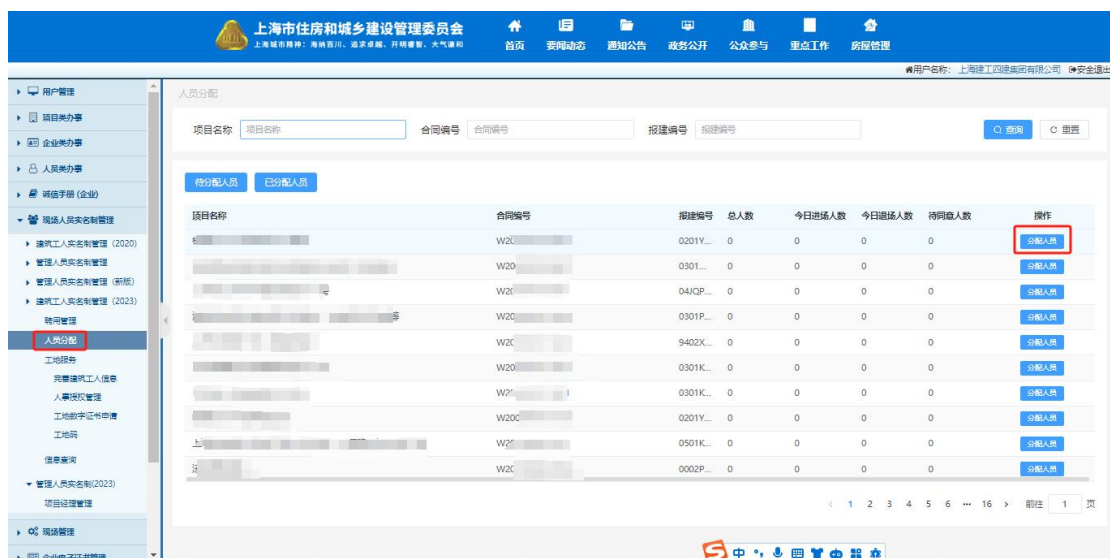 上海市住房和城乡建设管理委员会
上海城市精神：海纳百川、追求卓越、开明睿智、大气谦和
首页 要闻动态 通知公告 政务公开 公众参与 重点工作 房屋管理
用户名称： 上海建工四建集团有限公司 安全退出
用户管理
项目类办事
企业类办事
人员类办事
诚信手册 (企业)
现场人员实名制管理
建筑工人实名制管理（2020）
管理人员实名制管理
管理人员实名制管理（新版）
建筑工人实名制管理（2023）
聘用管理
人员分配
工地服务
完善建筑工人信息
人事授权管理
工地数字证书申请
工地码
信息查询
管理人员实名制(2023)
项目经理管理
现场管理
企业电子证书管理
人员分配
项目名称 项目名称 合同编号 合同编号 报建编号 报建编号 查询 重置
待分配人员 已分配人员
项目名称 合同编号 报建编号 总人数 今日进场人数 今日退场人数 待同意人数 操作
W20 0201Y... 0 0 0 0 分配人员
W20 0301... 0 0 0 0 分配人员
W20 04JQP... 0 0 0 0 分配人员
W20 0301P... 0 0 0 0 分配人员
W20 9402X... 0 0 0 0 分配人员
W20 0301K... 0 0 0 0 分配人员
W20 0301K... 0 0 0 0 分配人员
W200 0201Y... 0 0 0 0 分配人员
上 W20 0501K... 0 0 0 0 分配人员
W20 0002P... 0 0 0 0 分配人员
< 1 2 3 4 5 6 ... 16 > 前往 1 页
中